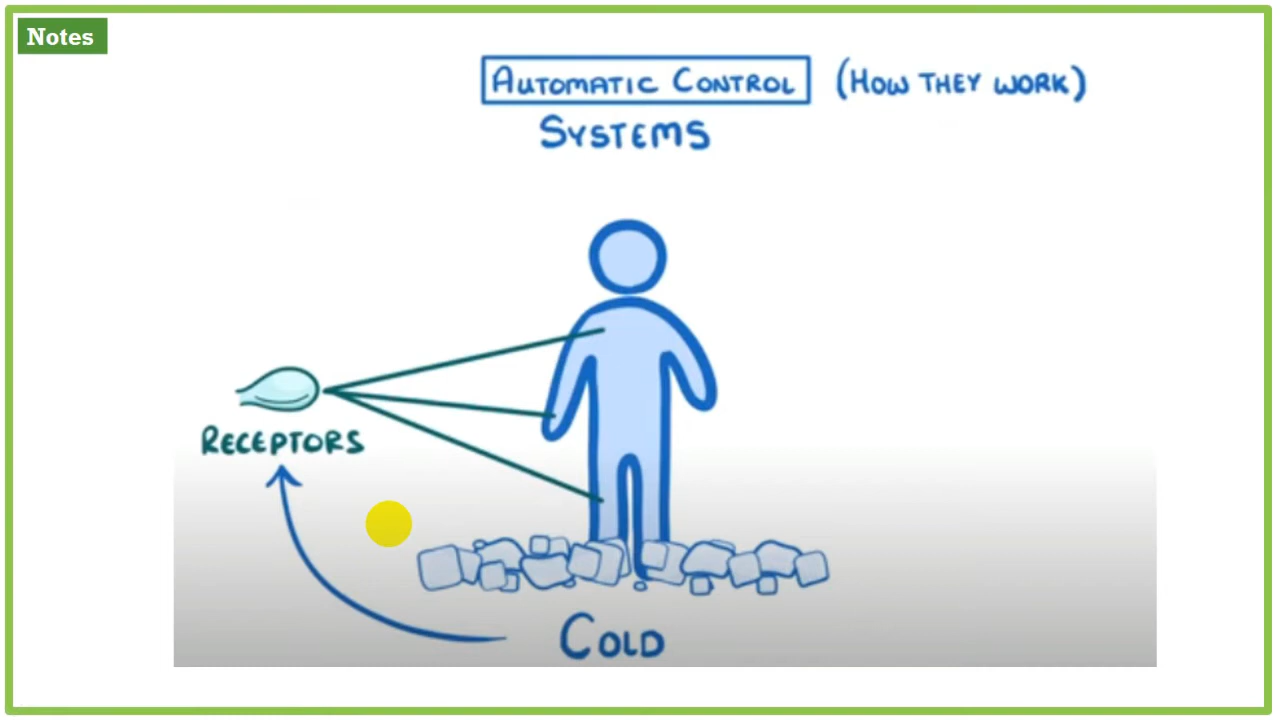 Notes
AUTOMATIC CONTROL (HOW THEY WORK)
SYSTEMS
RECEPTORS
COLD